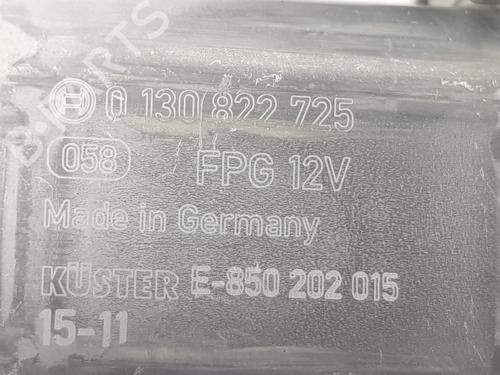 0 130 822 725
058 FPG 12V
Made in Germany
KÜSTER E-850 202 015
15-11